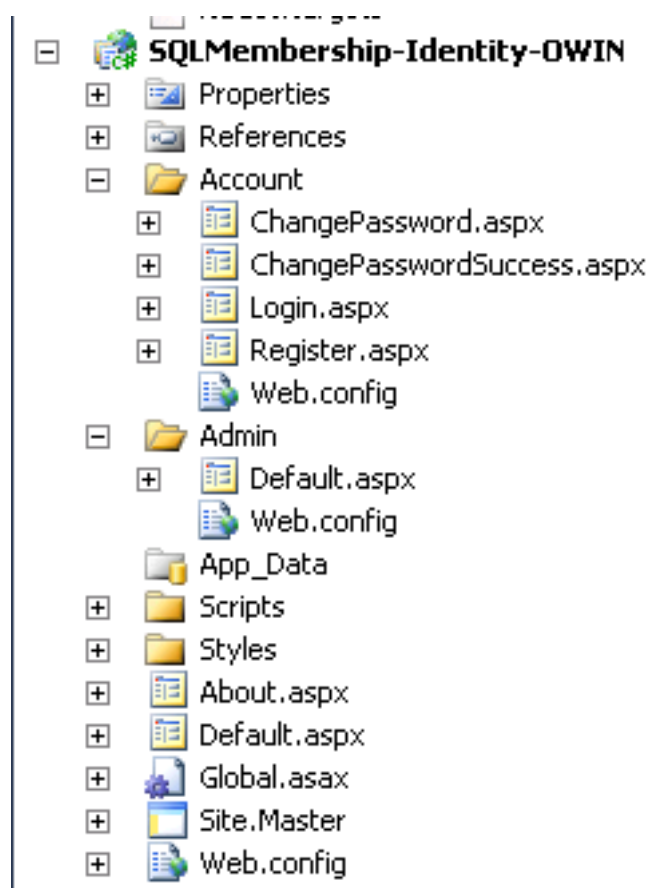 SQLMembership-Identity-OWIN
Properties
References
Account
ChangePassword.aspx
ChangePasswordSuccess.aspx
Login.aspx
Register.aspx
Web.config
Admin
Default.aspx
Web.config
App_Data
Scripts
Styles
About.aspx
Default.aspx
Global.asax
Site.Master
Web.config